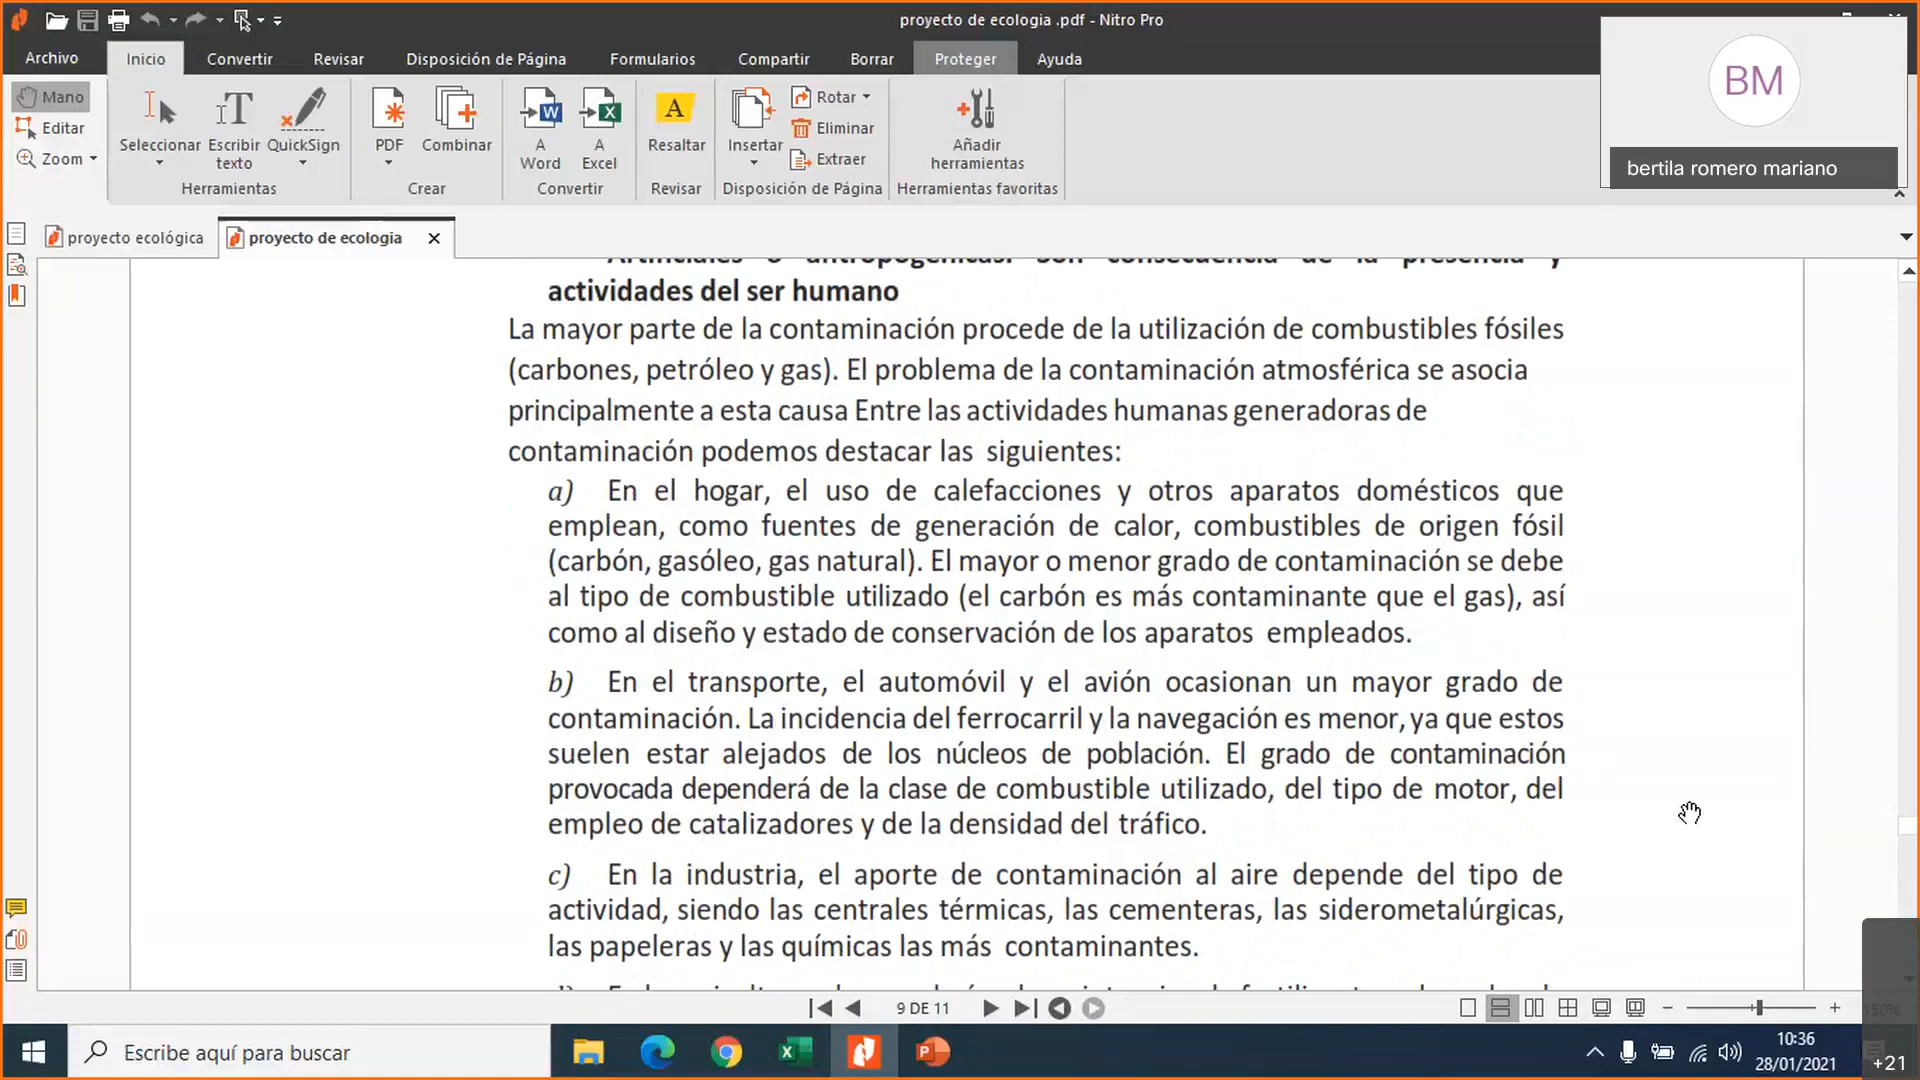 proyecto de ecologia .pdf - Nitro Pro
Archivo Inicio Convertir Revisar Disposición de Página Formularios Compartir Borrar Proteger Ayuda
Mano
Editar
Zoom
Seleccionar
Escribir texto
QuickSign
Herramientas
PDF
Combinar
Crear
A Word
A Excel
Convertir
A
Resaltar
Revisar
Insertar
Rotar
Eliminar
Extraer
Disposición de Página
Añadir herramientas
Herramientas favoritas
BM
bertila romero mariano
proyecto ecológica
proyecto de ecologia
Artificiales o antropogénicas: Son consecuencia de la presencia y
actividades del ser humano
La mayor parte de la contaminación procede de la utilización de combustibles fósiles
(carbones, petróleo y gas). El problema de la contaminación atmosférica se asocia
principalmente a esta causa Entre las actividades humanas generadoras de
contaminación podemos destacar las siguientes:
a) En el hogar, el uso de calefacciones y otros aparatos domésticos que
emplean, como fuentes de generación de calor, combustibles de origen fósil
(carbón, gasóleo, gas natural). El mayor o menor grado de contaminación se debe
al tipo de combustible utilizado (el carbón es más contaminante que el gas), así
como al diseño y estado de conservación de los aparatos empleados.
b) En el transporte, el automóvil y el avión ocasionan un mayor grado de
contaminación. La incidencia del ferrocarril y la navegación es menor, ya que estos
suelen estar alejados de los núcleos de población. El grado de contaminación
provocada dependerá de la clase de combustible utilizado, del tipo de motor, del
empleo de catalizadores y de la densidad del tráfico.
c) En la industria, el aporte de contaminación al aire depende del tipo de
actividad, siendo las centrales térmicas, las cementeras, las siderometalúrgicas,
las papeleras y las químicas las más contaminantes.
9 DE 11
150%
Escribe aquí para buscar
10:36
28/01/2021
+21